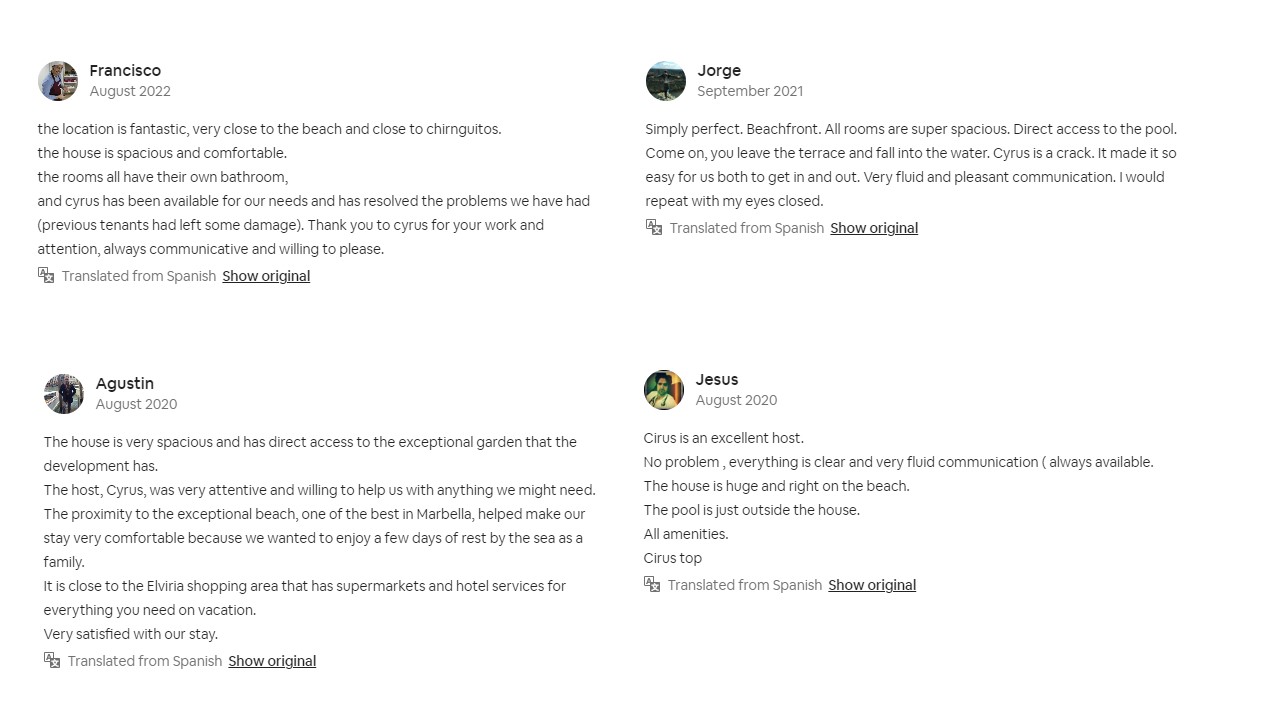 Francisco
August 2022
the location is fantastic, very close to the beach and close to chirnguitos.
the house is spacious and comfortable.
the rooms all have their own bathroom,
and cyrus has been available for our needs and has resolved the problems we have had
(previous tenants had left some damage). Thank you to cyrus for your work and
attention, always communicative and willing to please.
Translated from Spanish Show original
Jorge
September 2021
Simply perfect. Beachfront. All rooms are super spacious. Direct access to the pool.
Come on, you leave the terrace and fall into the water. Cyrus is a crack. It made it so
easy for us both to get in and out. Very fluid and pleasant communication. I would
repeat with my eyes closed.
Translated from Spanish Show original
Agustin
August 2020
The house is very spacious and has direct access to the exceptional garden that the
development has.
The host, Cyrus, was very attentive and willing to help us with anything we might need.
The proximity to the exceptional beach, one of the best in Marbella, helped make our
stay very comfortable because we wanted to enjoy a few days of rest by the sea as a
family.
It is close to the Elviria shopping area that has supermarkets and hotel services for
everything you need on vacation.
Very satisfied with our stay.
Translated from Spanish Show original
Jesus
August 2020
Cirus is an excellent host.
No problem , everything is clear and very fluid communication ( always available.
The house is huge and right on the beach.
The pool is just outside the house.
All amenities.
Cirus top
Translated from Spanish Show original